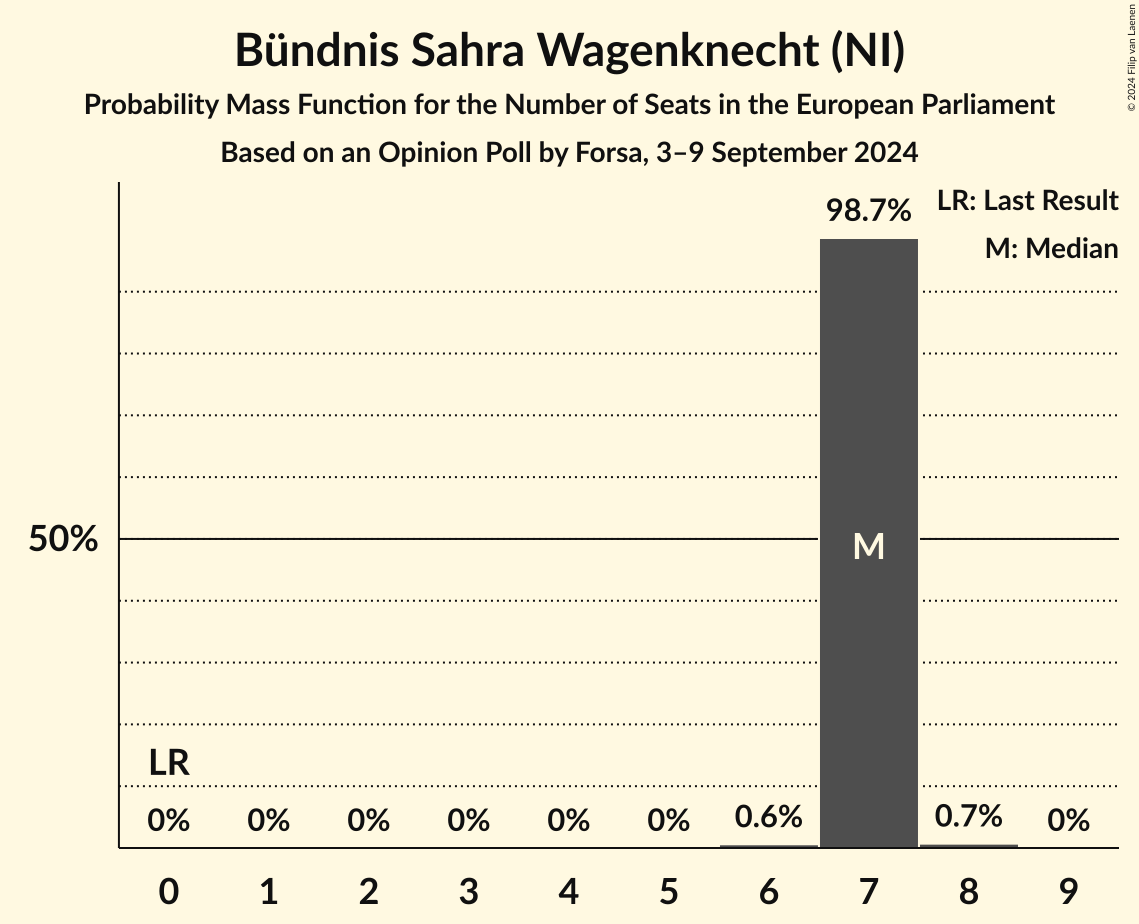 Bündnis Sahra Wagenknecht (NI)
Probability Mass Function for the Number of Seats in the European Parliament
Based on an Opinion Poll by Forsa, 3–9 September 2024
© 2024 Filip van Laenen
LR: Last Result
M: Median
98.7%
50%
M
LR
0% 0% 0% 0% 0% 0% 0.6% 0.7% 0%
0 1 2 3 4 5 6 7 8 9